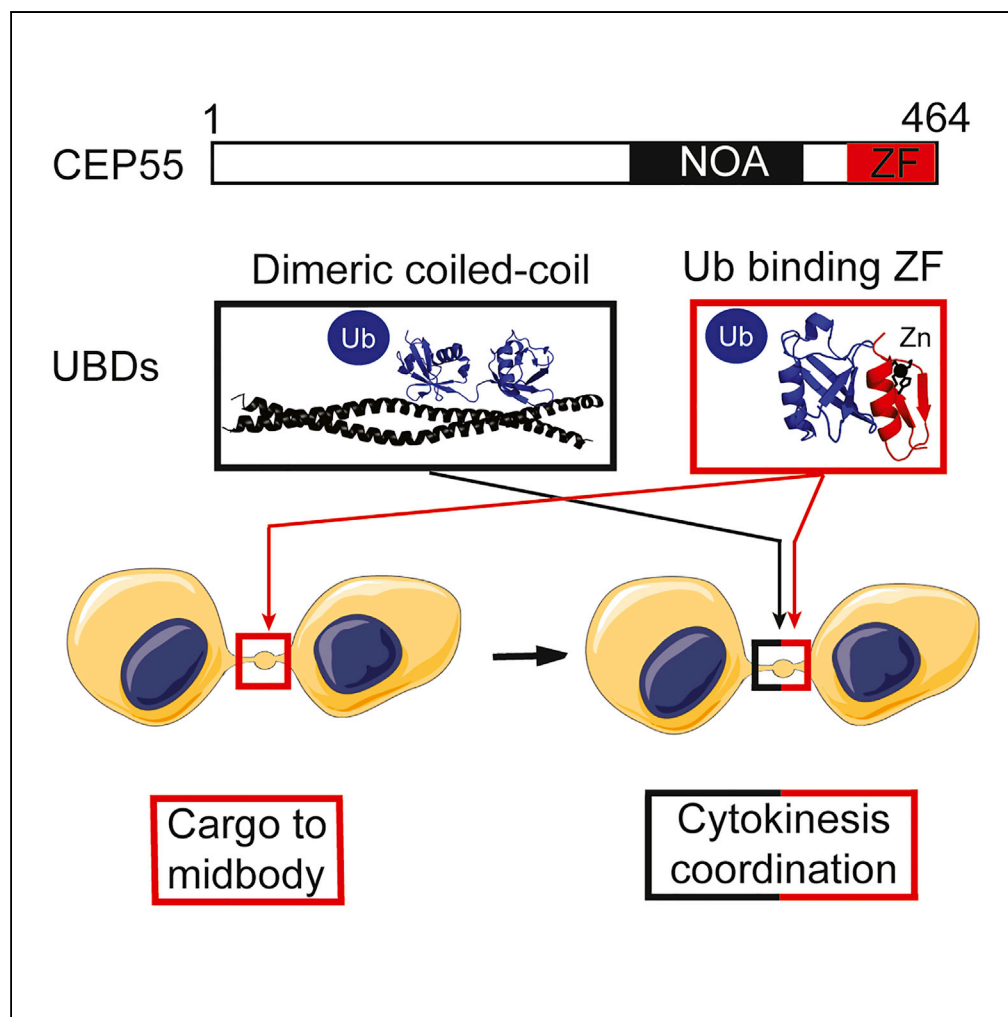 1 464
CEP55 NOA ZF
Dimeric coiled-coil Ub binding ZF
UBDs Ub Ub Zn
Cargo to
midbody
Cytokinesis
coordination